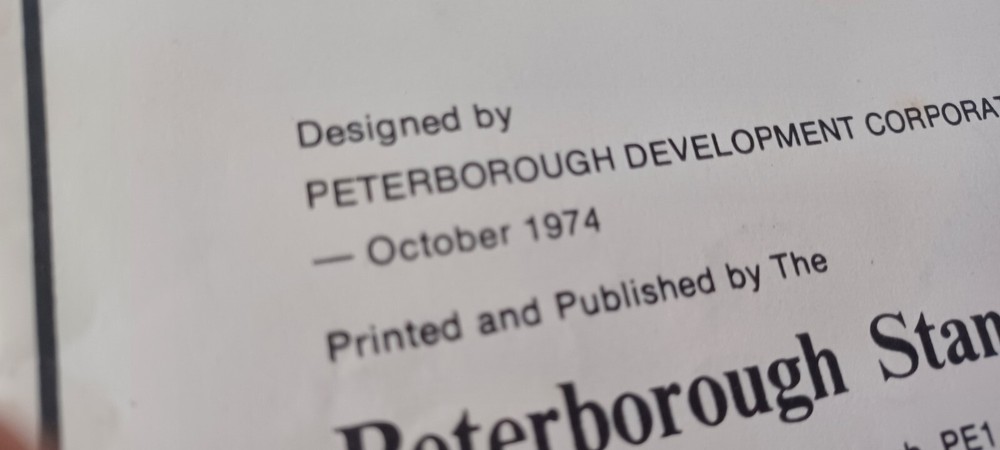 Designed by
PETERBOROUGH DEVELOPMENT CORPORAT
— October 1974
Printed and Published by The
Peterborough Stan
PE1